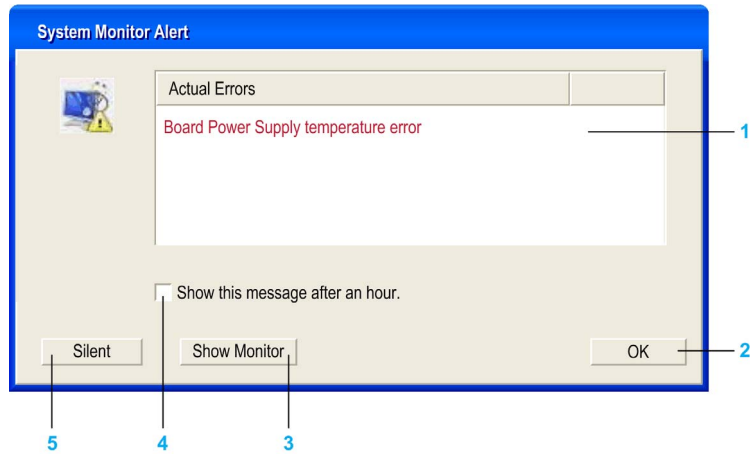 System Monitor Alert
Actual Errors
Board Power Supply temperature error
1
Show this message after an hour.
Silent
Show Monitor
OK
2
5
4
3